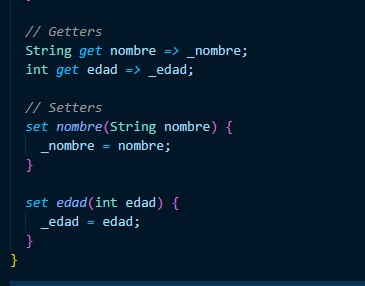 // Getters
String get nombre => _nombre;
int get edad => _edad;
// Setters
set nombre(String nombre) {
_nombre = nombre;
}
set edad(int edad) {
_edad = edad;
}
}